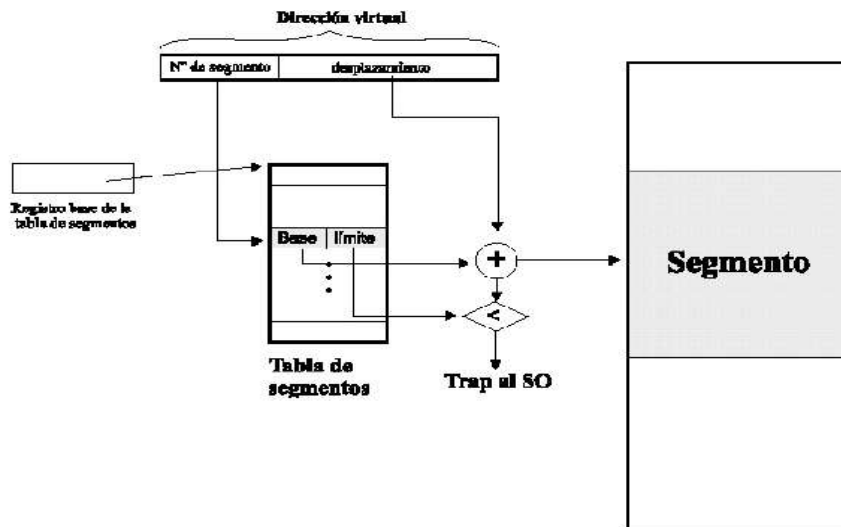 Dirección virtual
Nº de segmento desplazamiento
Registro base de la
tabla de segmentos
Base límite
+
<
Segmento
Tabla de
segmentos
Trap al SO